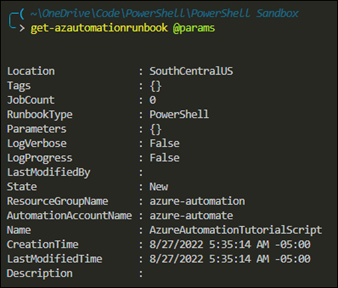 ~\OneDrive\Code\PowerShell\PowerShell Sandbox
> get-azautomationrunbook @params
Location : SouthCentralUS
Tags : {}
JobCount : 0
RunbookType : PowerShell
Parameters : {}
LogVerbose : False
LogProgress : False
LastModifiedBy :
State : New
ResourceGroupName : azure-automation
AutomationAccountName : azure-automate
Name : AzureAutomationTutorialScript
CreationTime : 8/27/2022 5:35:14 AM -05:00
LastModifiedTime : 8/27/2022 5:35:14 AM -05:00
Description :